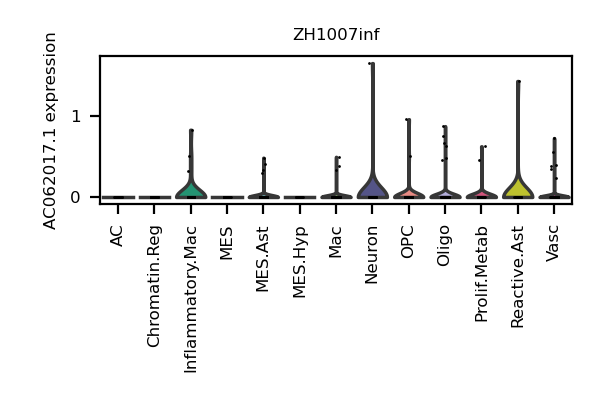 ZH1007inf
AC062017.1 expression
1
0
AC
Chromatin.Reg
Inflammatory.Mac
MES
MES.Ast
MES.Hyp
Mac
Neuron
OPC
Oligo
Prolif.Metab
Reactive.Ast
Vasc